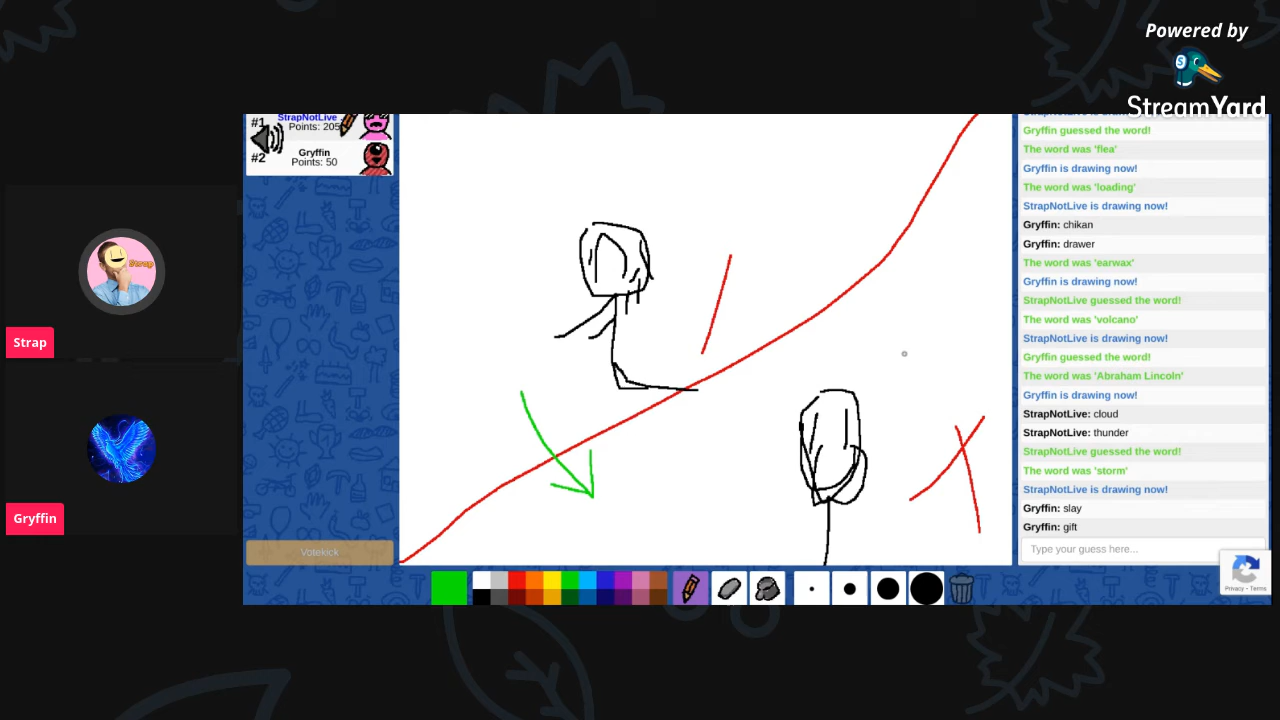 Powered by
StreamYard
#1
StrapNotLive
Points: 205
#2
Gryffin
Points: 50
Strap
Strap
Gryffin
Votekick
Gryffin guessed the word!
The word was 'flea'
Gryffin is drawing now!
The word was 'loading'
StrapNotLive is drawing now!
Gryffin: chikan
Gryffin: drawer
The word was 'earwax'
Gryffin is drawing now!
StrapNotLive guessed the word!
The word was 'volcano'
StrapNotLive is drawing now!
Gryffin guessed the word!
The word was 'Abraham Lincoln'
Gryffin is drawing now!
StrapNotLive: cloud
StrapNotLive: thunder
StrapNotLive guessed the word!
The word was 'storm'
StrapNotLive is drawing now!
Gryffin: slay
Gryffin: gift
Type your guess here...
Privacy - Terms